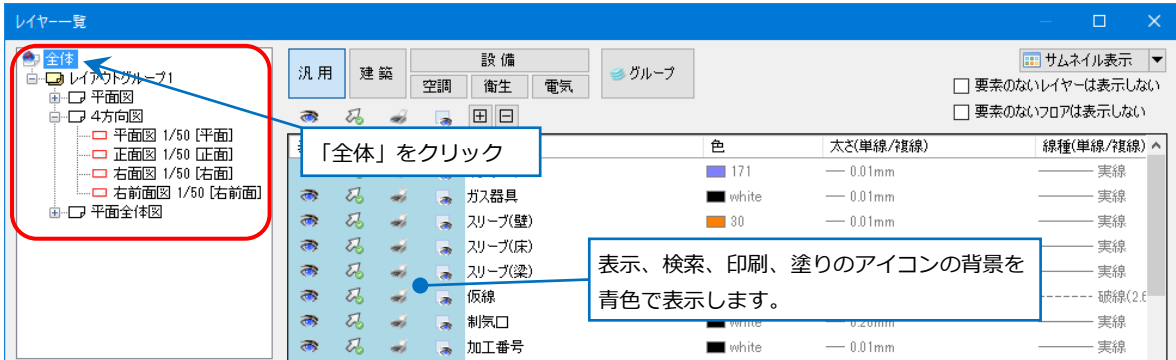 レイヤー一覧
全体
レイアウトグループ1
平面図
4方向図
平面図 1/50 [平面]
正面図 1/50 [正面]
右面図 1/50 [右面]
右前面図 1/50 [右前面]
平面全体図
汎用 建築 設備 空調 衛生 電気 グループ
サムネイル表示
要素のないレイヤーは表示しない
要素のないフロアは表示しない
「全体」をクリック
色 太さ(単線/複線) 線種(単線/複線)
171 0.01mm 実線
ガス器具 white 0.01mm 実線
スリーブ(壁) 30 0.01mm 実線
スリーブ(床) 実線
スリーブ(梁) 実線
仮線 破線(2.6
制気口 white 0.20mm 実線
加工番号 white 0.01mm 実線
表示、検索、印刷、塗りのアイコンの背景を
青色で表示します。